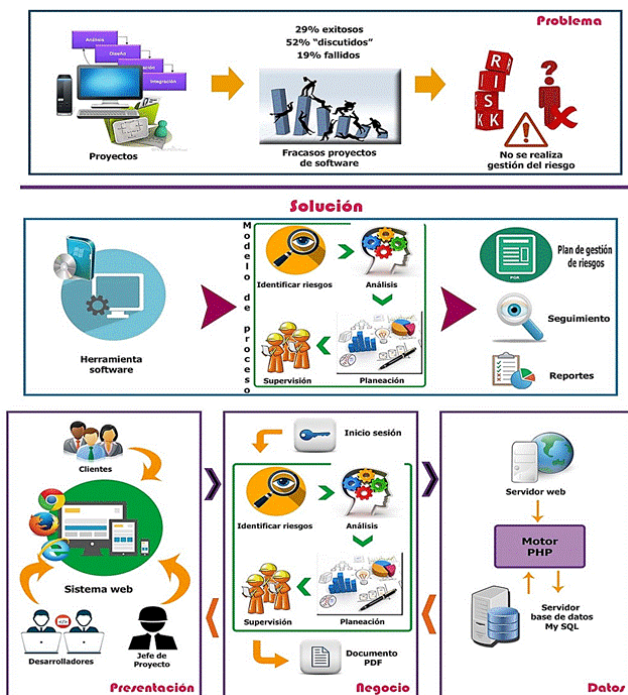 Problema
29% exitosos
52% "discutidos"
19% fallidos
Análisis
Diseño
Integración
Proyectos
Fracasos proyectos
de software
RISK
No se realiza
gestión del riesgo
Solución
Herramienta
software
Modelo de proceso
Identificar riesgos
Análisis
Supervisión
Planeación
PGR
Plan de gestión
de riesgos
Seguimiento
Reportes
Clientes
Sistema web
Desarrolladores
Jefe de
Proyecto
Presentación
Inicio sesión
Identificar riesgos
Análisis
Supervisión
Planeación
Documento
PDF
Negocio
Servidor web
Motor
PHP
Servidor
base de datos
My SQL
Datos